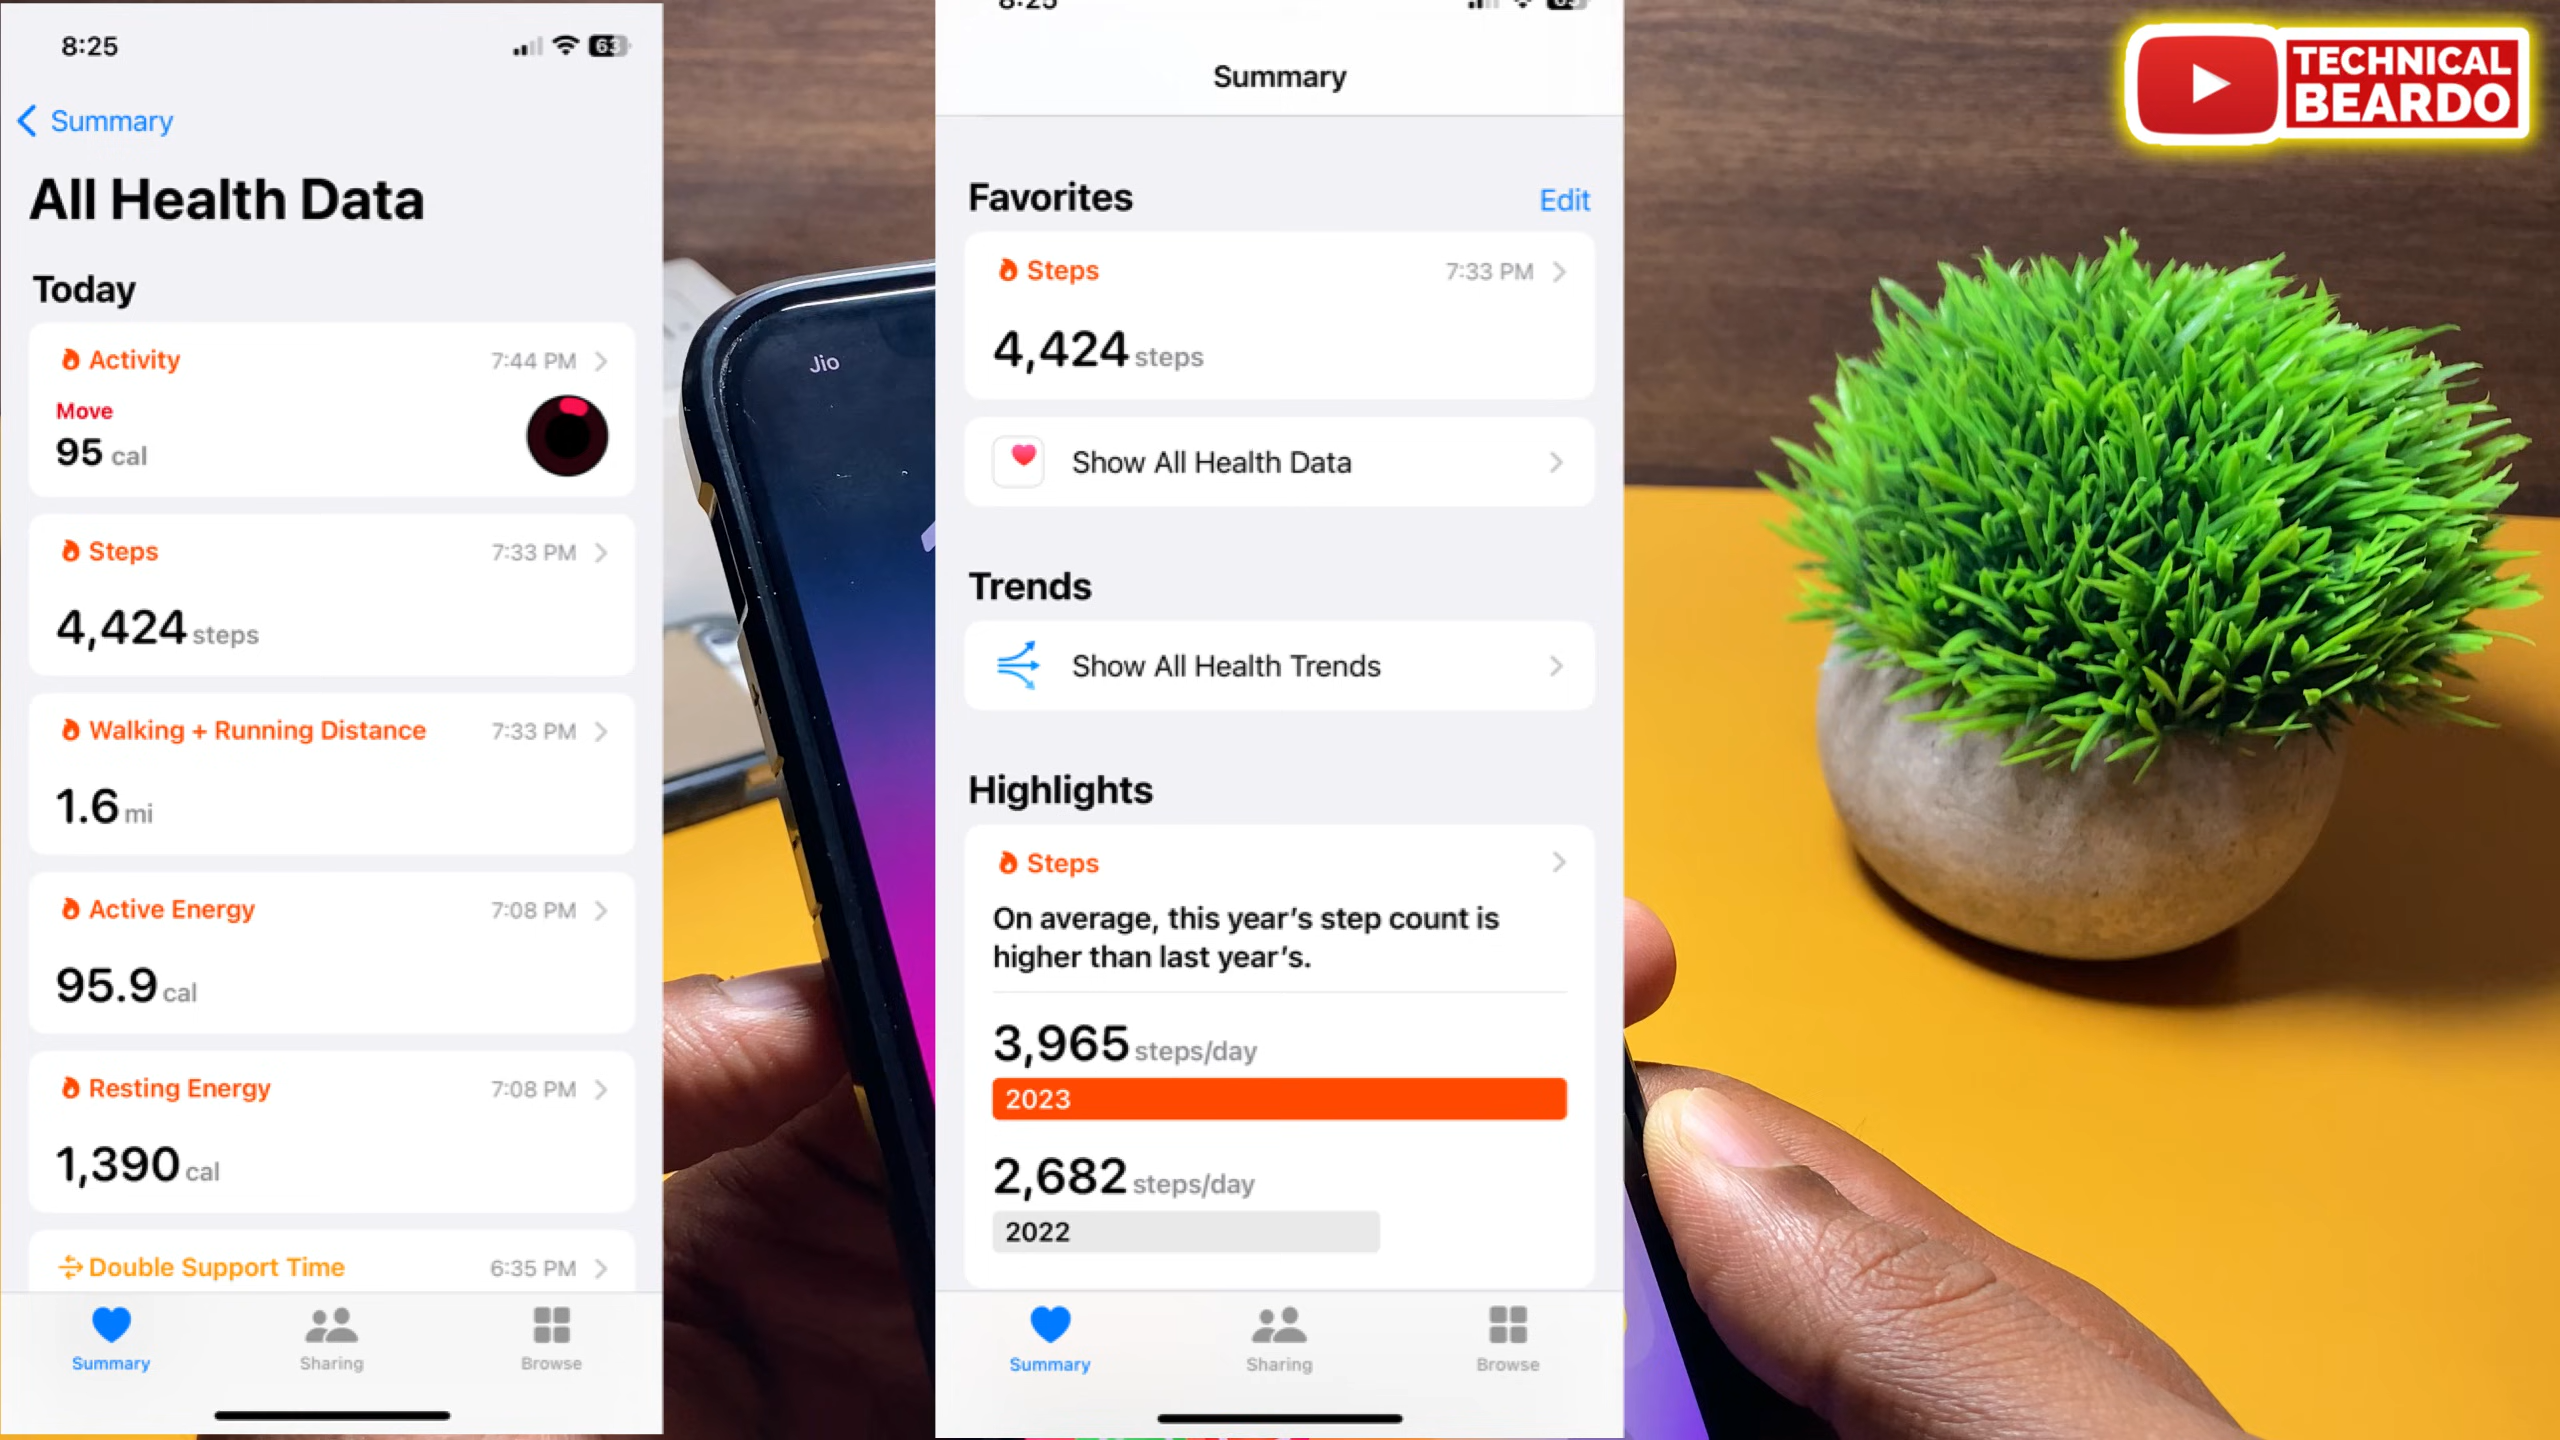 8:25
63
Summary
All Health Data
Today
Activity
7:44 PM
Move
95 cal
Steps
7:33 PM
4,424 steps
Walking + Running Distance
7:33 PM
1.6 mi
Active Energy
7:08 PM
95.9 cal
Resting Energy
7:08 PM
1,390 cal
Double Support Time
6:35 PM
Summary
Sharing
Browse
Jio
8:25
Summary
Favorites
Edit
Steps
7:33 PM
4,424 steps
Show All Health Data
Trends
Show All Health Trends
Highlights
Steps
On average, this year's step count is
higher than last year's.
3,965 steps/day
2023
2,682 steps/day
2022
Summary
Sharing
Browse
TECHNICAL
BEARDO